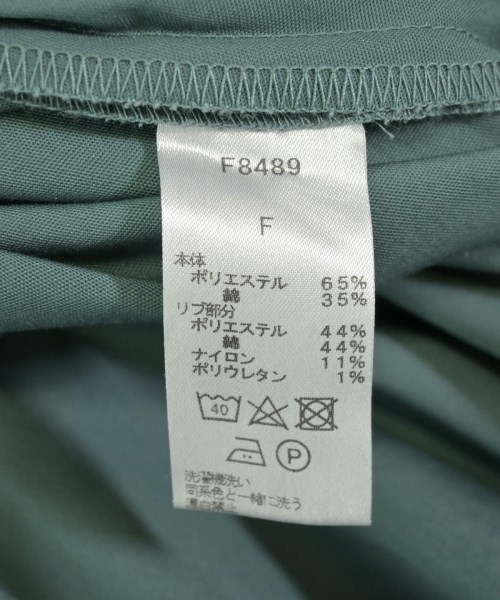 F8489
F
本体
ポリエステル 65%
綿 35%
リブ部分
ポリエステル 44%
綿 44%
ナイロン 11%
ポリウレタン 1%
40
P
洗濯機洗い
同系色と一緒に洗う
漂白禁止